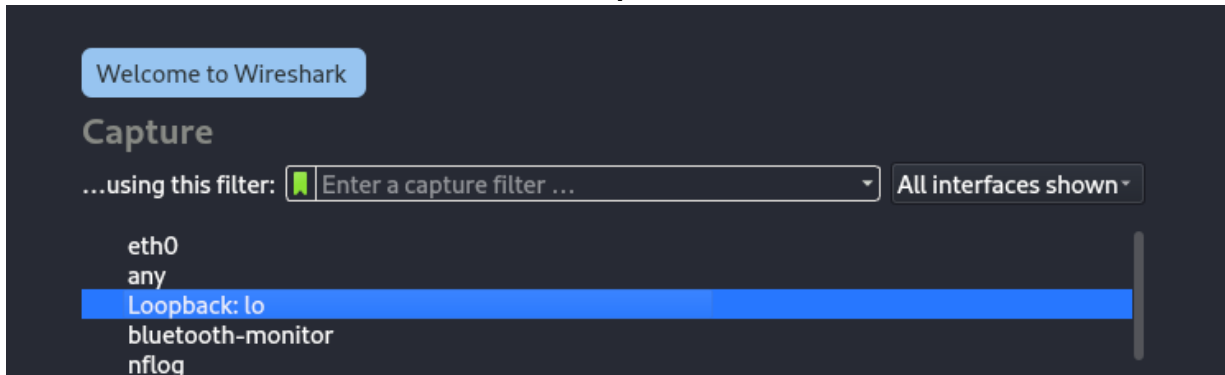 Welcome to Wireshark
Capture
...using this filter: Enter a capture filter ... All interfaces shown
eth0
any
Loopback: lo
bluetooth-monitor
nflog